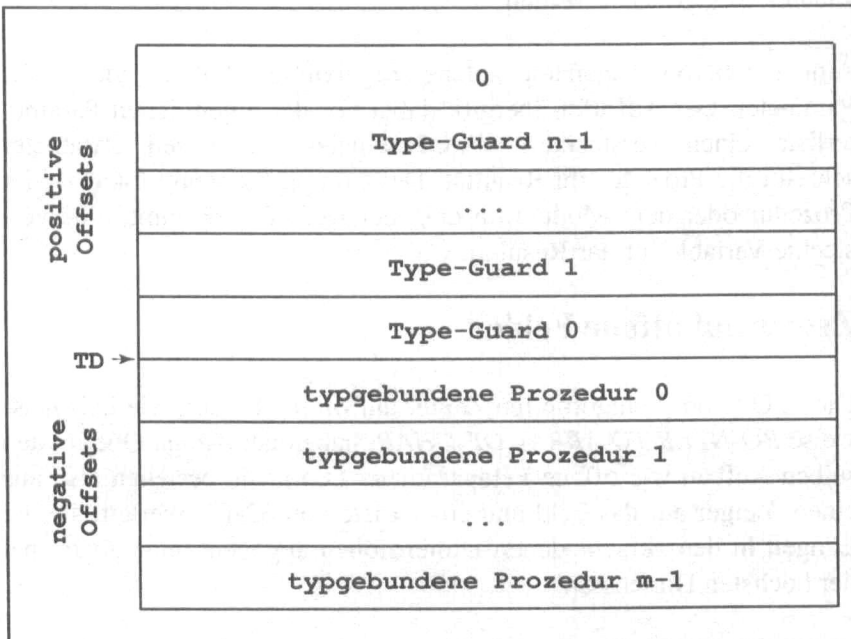 0
Type-Guard n-1
...
Type-Guard 1
Type-Guard 0
typgebundene Prozedur 0
typgebundene Prozedur 1
...
typgebundene Prozedur m-1
positive
Offsets
TD
negative
Offsets